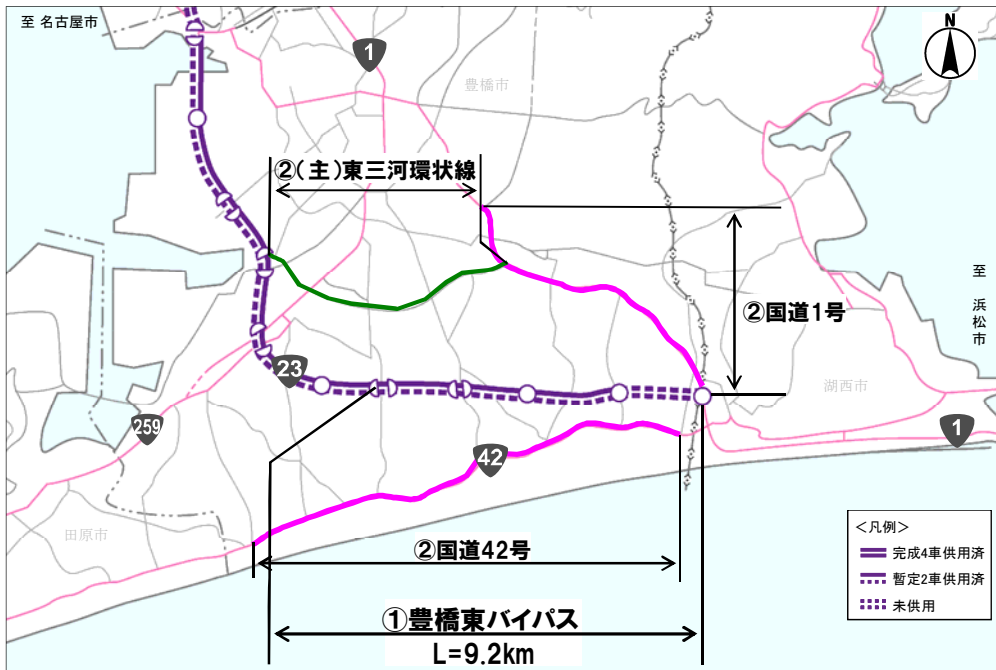 至 名古屋市
1
豊橋市
N
②(主)東三河環状線
至 浜松市
②国道1号
23
湖西市
259
42
1
田原市
②国道42号
①豊橋東バイパス
L=9.2km
<凡例>
完成4車供用済
暫定2車供用済
未供用